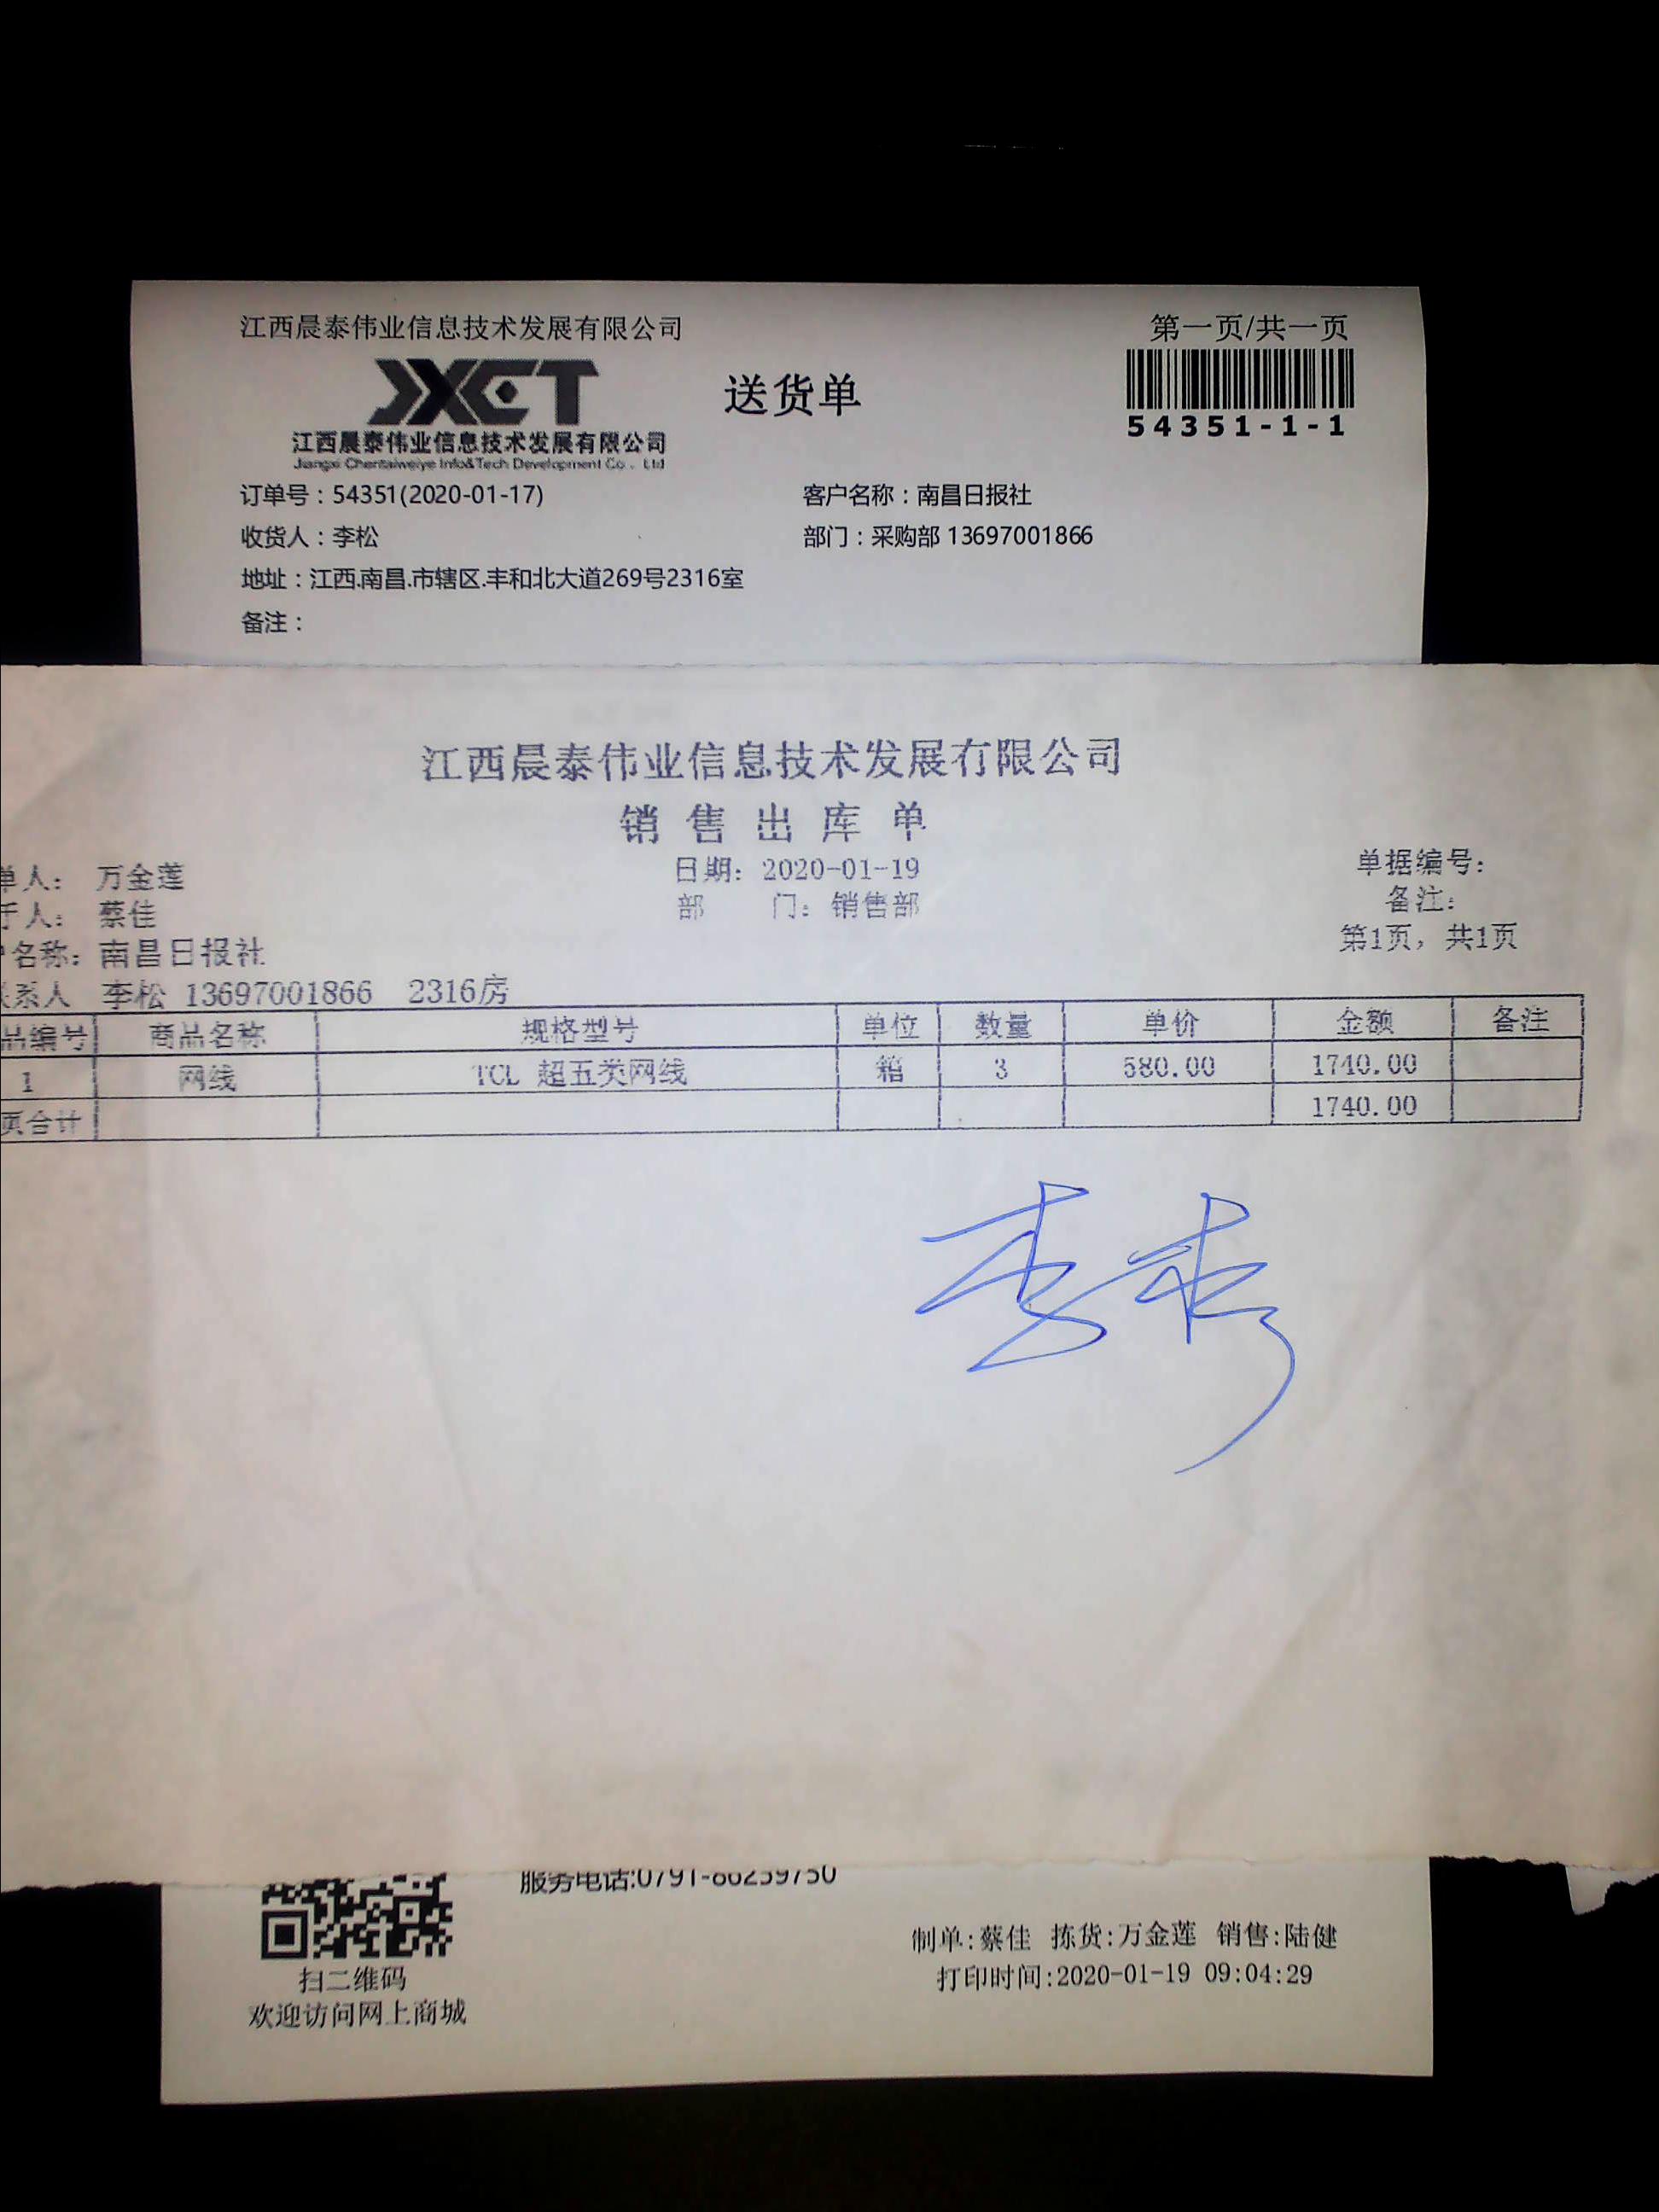 江西晨泰伟业信息技术发展有限公司
第一页/共一页
JXCT
送货单
54351-1-1
江西晨泰伟业信息技术发展有限公司
Jiangxi Chentaiweiye Info&Tech Development Co., Ltd
订单号：54351(2020-01-17) 客户名称：南昌日报社
收货人：李松 部门：采购部 13697001866
地址：江西.南昌.市辖区.丰和北大道269号2316室
备注：
江西晨泰伟业信息技术发展有限公司
销售出库单
单人： 万金莲 日期：2020-01-19 单据编号：
手人： 蔡佳 部 门：销售部 备注：
户名称：南昌日报社 第1页，共1页
联系人 李松 13697001866 2316房
品编号 商品名称 规格型号 单位 数量 单价 金额 备注
1 网线 TCL 超五类网线 箱 3 580.00 1740.00
页合计 1740.00
李松
服务电话:0791-86259750
制单:蔡佳 拣货:万金莲 销售:陆健
扫二维码
打印时间:2020-01-19 09:04:29
欢迎访问网上商城